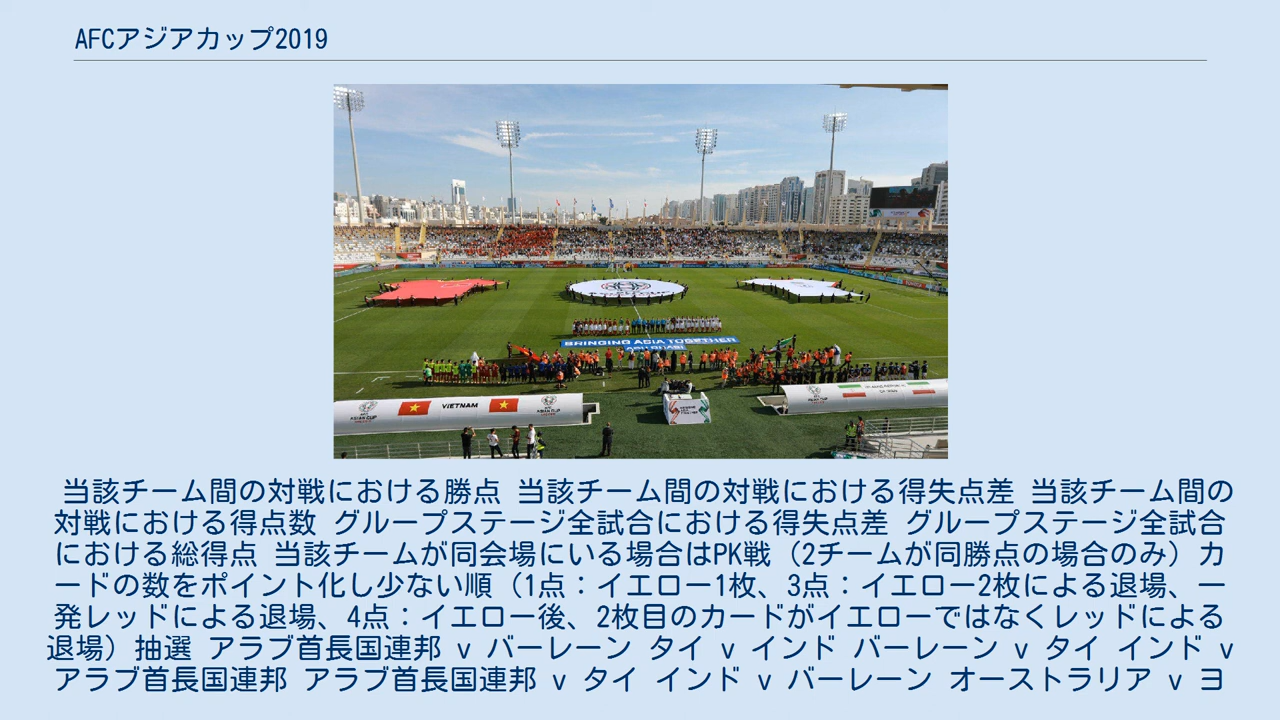 AFCアジアカップ2019
BRINGING ASIA TOGETHER
ABU DHABI
VIETNAM
ASIAN CUP
ASIAN CUP
当該チーム間の対戦における勝点 当該チーム間の対戦における得失点差 当該チーム間の
対戦における得点数 グループステージ全試合における得失点差 グループステージ全試合
における総得点 当該チームが同会場にいる場合はPK戦（2チームが同勝点の場合のみ）カ
ードの数をポイント化し少ない順（1点：イエロー1枚、3点：イエロー2枚による退場、一
発レッドによる退場、4点：イエロー後、2枚目のカードがイエローではなくレッドによる
退場）抽選 アラブ首長国連邦 v バーレーン タイ v インド バーレーン v タイ インド v
アラブ首長国連邦 アラブ首長国連邦 v タイ インド v バーレーン オーストラリア v ヨ